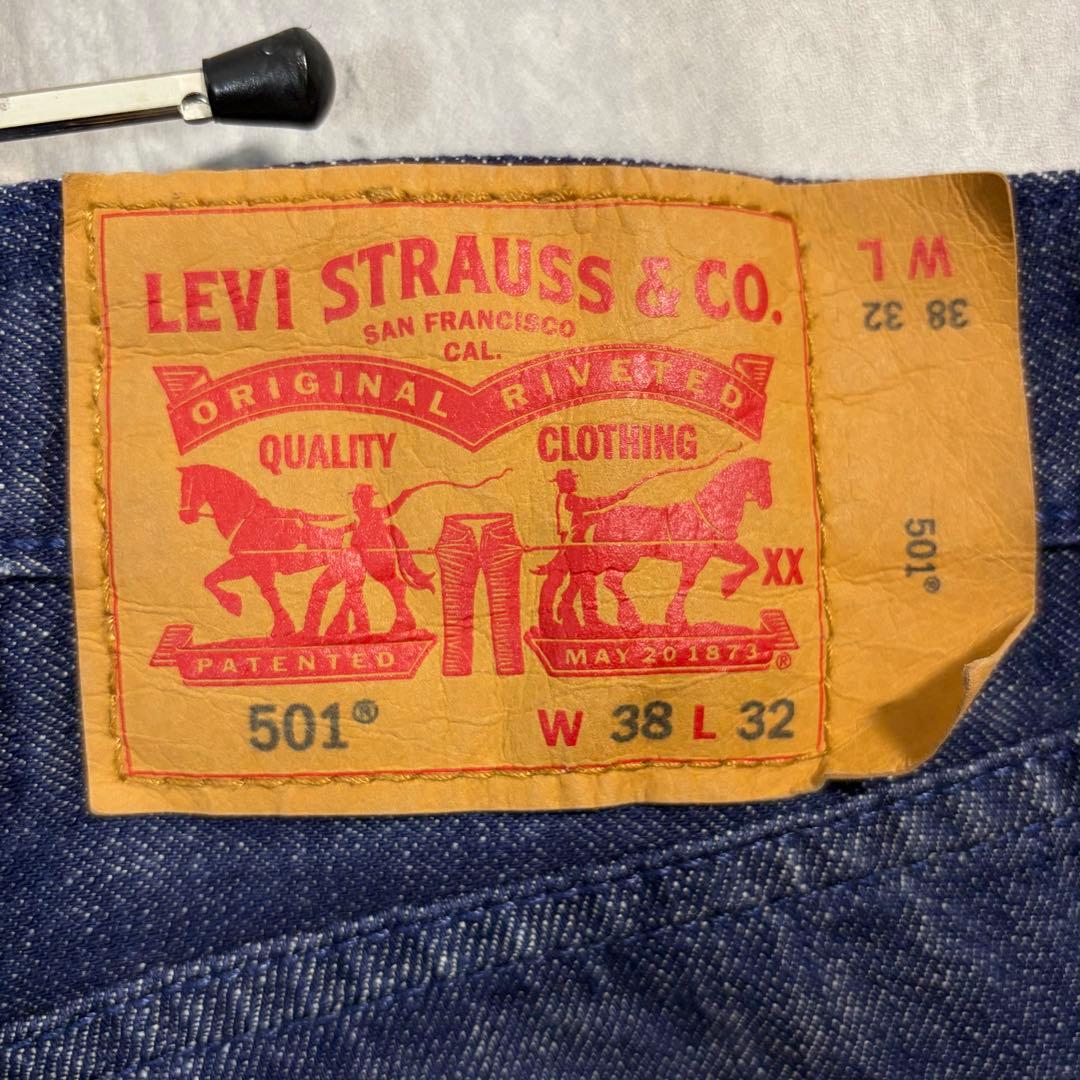 LEVI STRAUSS & CO.
SAN FRANCISCO
CAL.
ORIGINAL RIVETED
QUALITY CLOTHING
XX
PATENTED MAY 20 1873 ®
501® W 38 L 32
W L
38 32
501®